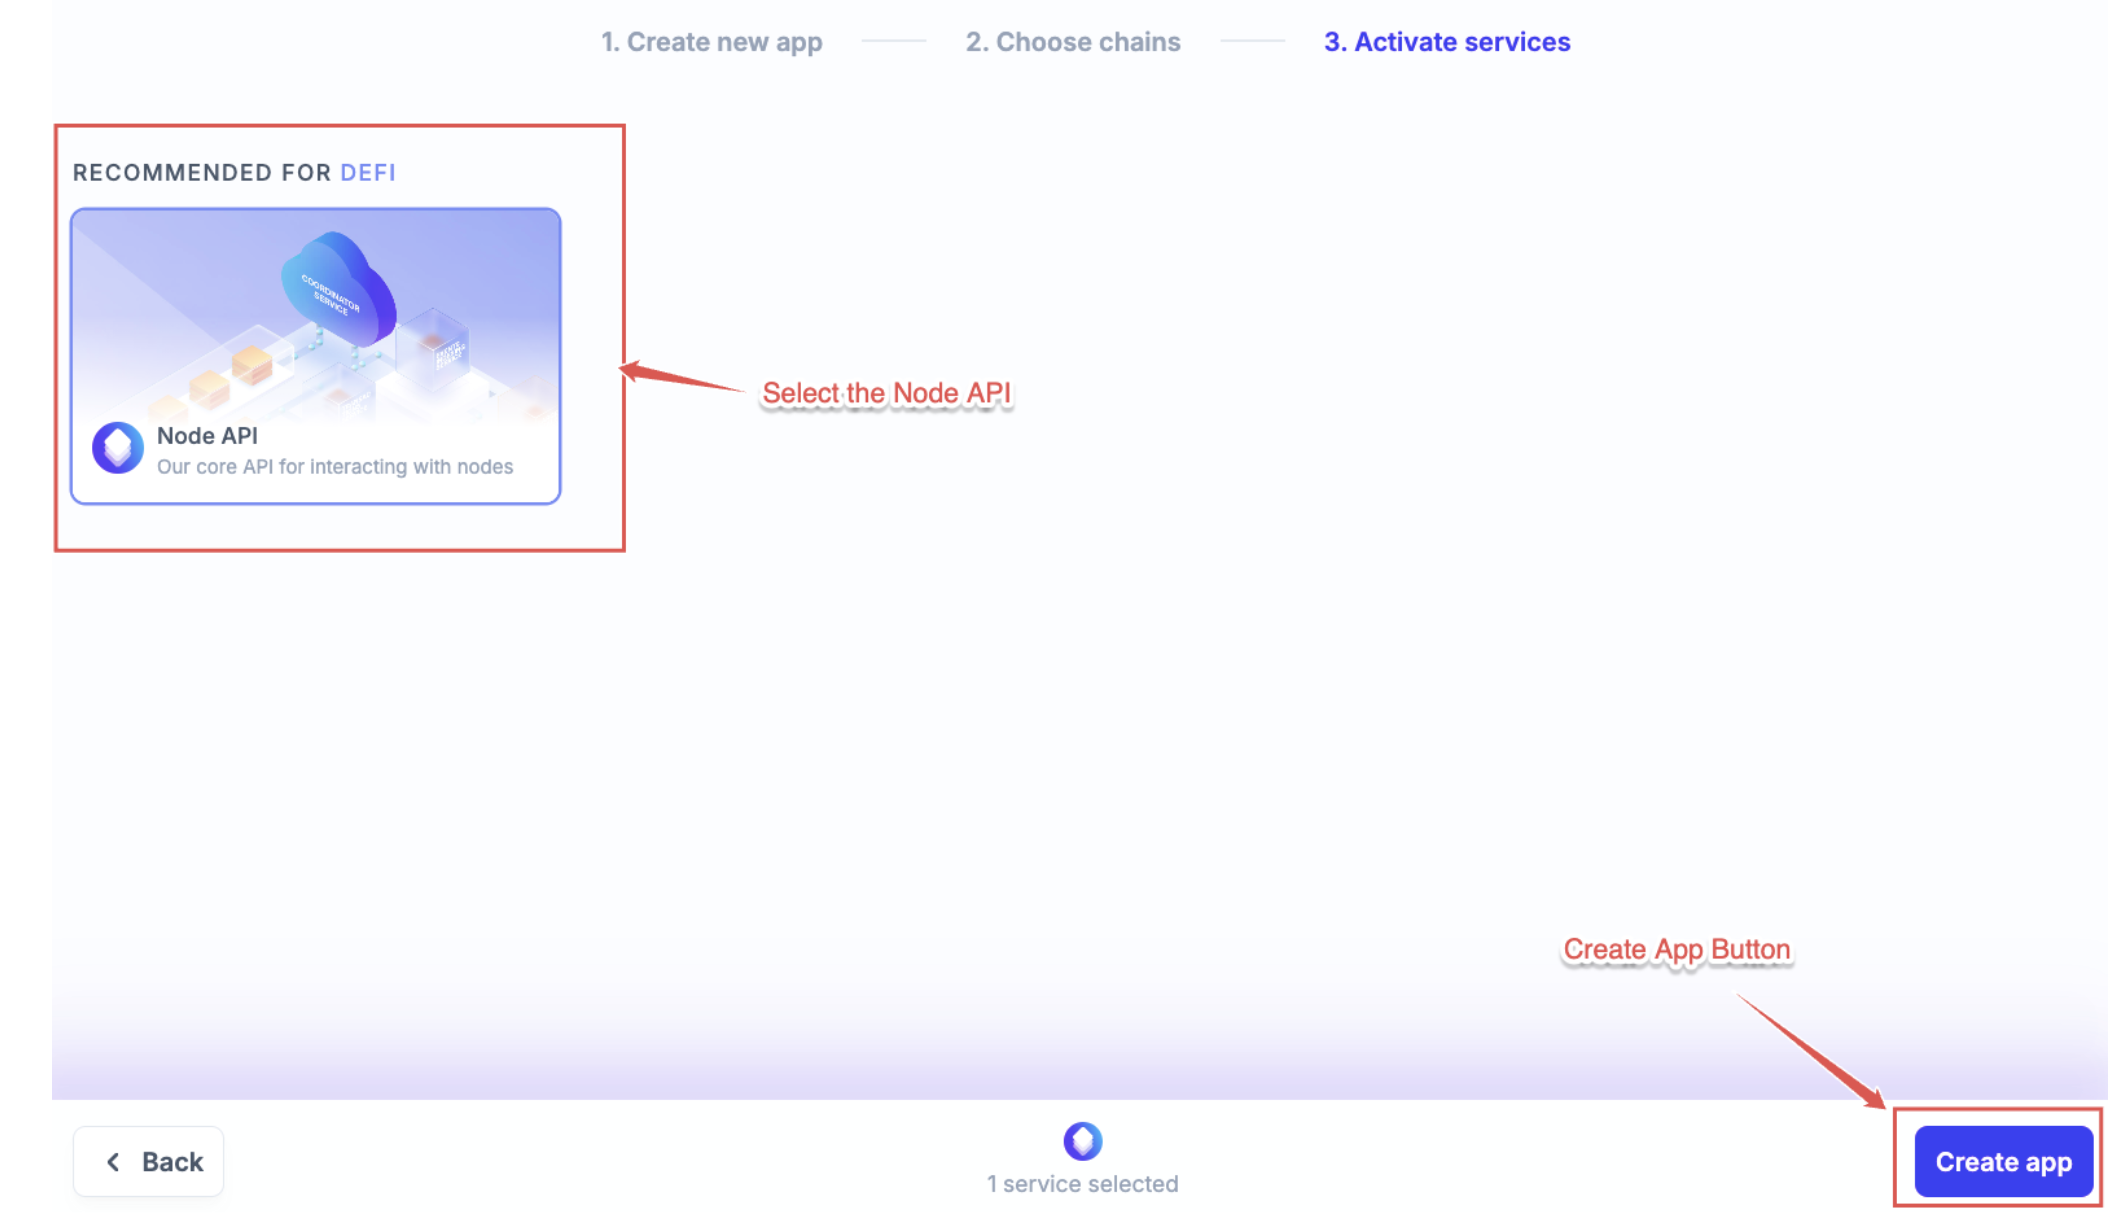 1. Create new app
2. Choose chains
3. Activate services
RECOMMENDED FOR DEFI
COORDINATOR
SERVICE
Node API
Our core API for interacting with nodes
Select the Node API
Create App Button
Back
1 service selected
Create app